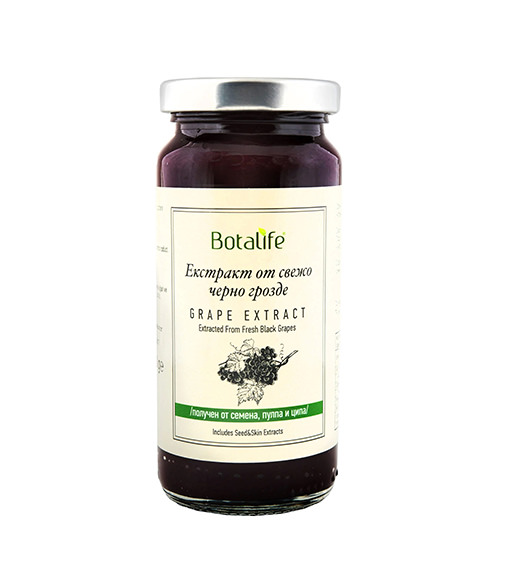 Botalife®
Екстракт от свежо
черно грозде
GRAPE EXTRACT
Extracted From Fresh Black Grapes
/получен от семена, пулпа и ципа/
Includes Seed&Skin Extracts